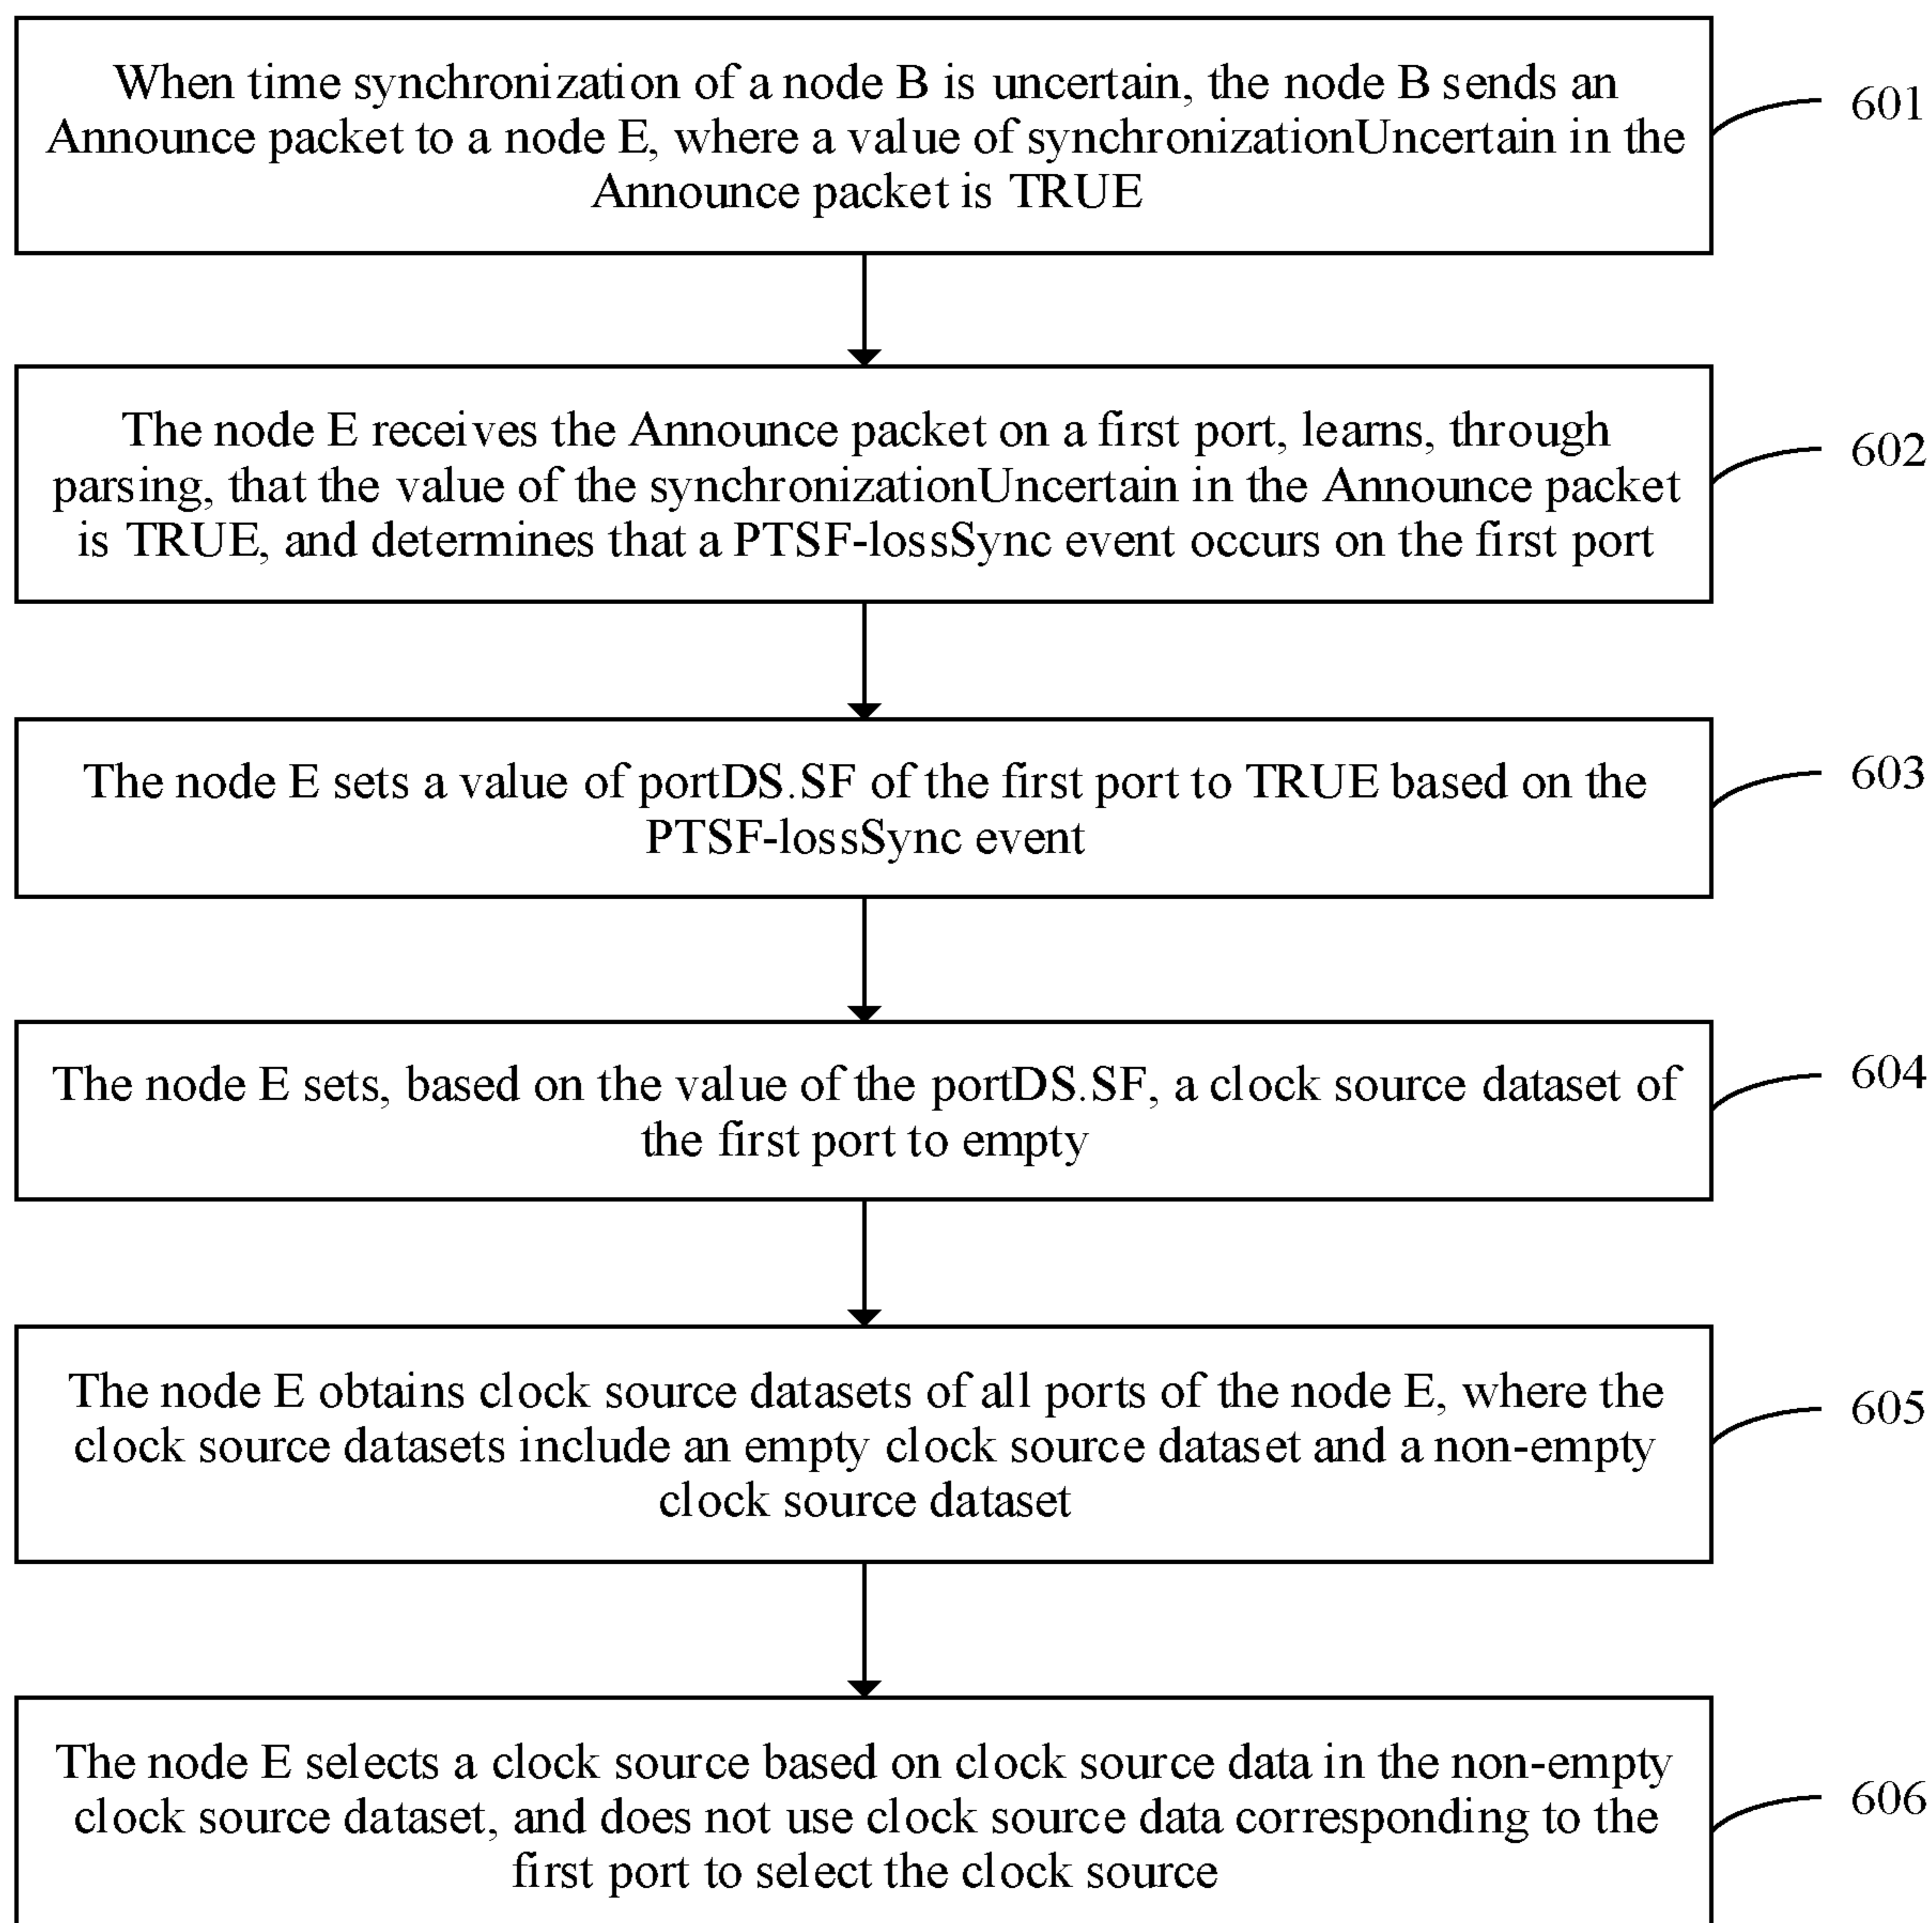 When time synchronization of a node B is uncertain, the node B sends an
Announce packet to a node E, where a value of synchronizationUncertain in the
Announce packet is TRUE
601
The node E receives the Announce packet on a first port, learns, through
parsing, that the value of the synchronizationUncertain in the Announce packet
is TRUE, and determines that a PTSF-lossSync event occurs on the first port
602
The node E sets a value of portDS.SF of the first port to TRUE based on the
PTSF-lossSync event
603
The node E sets, based on the value of the portDS.SF, a clock source dataset of
the first port to empty
604
The node E obtains clock source datasets of all ports of the node E, where the
clock source datasets include an empty clock source dataset and a non-empty
clock source dataset
605
The node E selects a clock source based on clock source data in the non-empty
clock source dataset, and does not use clock source data corresponding to the
first port to select the clock source
606